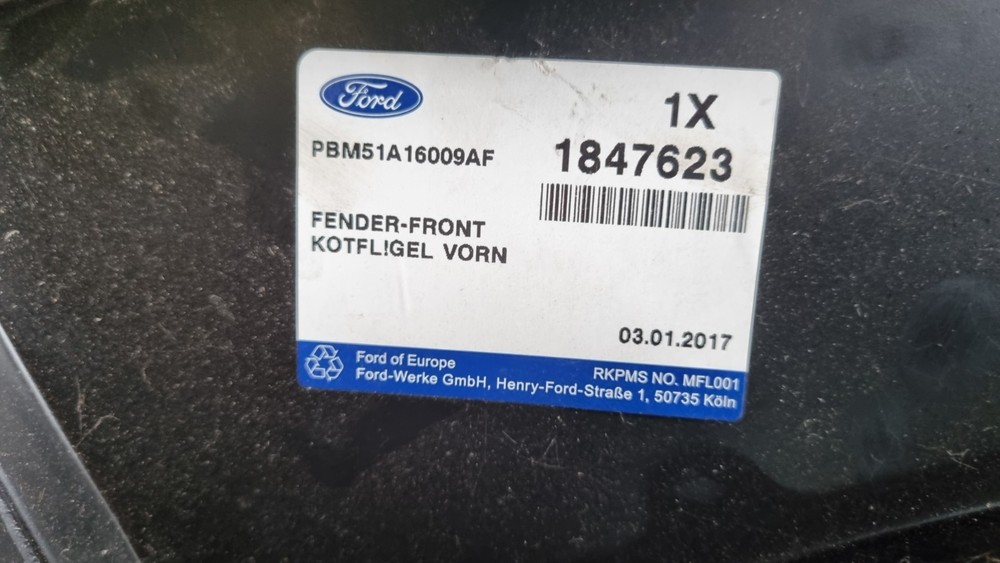 Ford
1X
PBM51A16009AF
1847623
FENDER-FRONT
KOTFL!GEL VORN
03.01.2017
Ford of Europe
RKPMS NO. MFL001
Ford-Werke GmbH, Henry-Ford-Straße 1, 50735 Köln